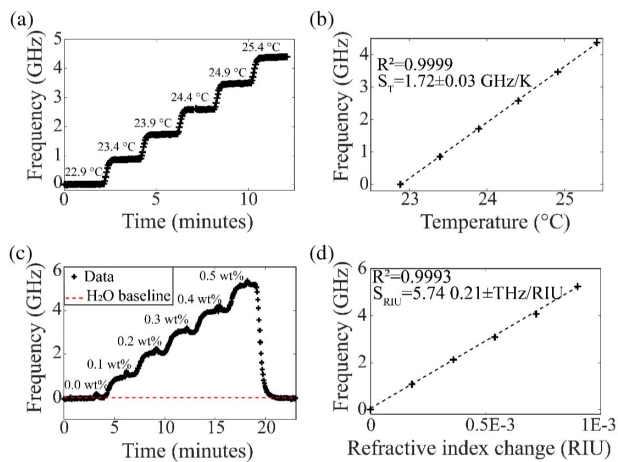 (a)
5
4
3
2
1
0
Frequency (GHz)
22.9 °C
23.4 °C
23.9 °C
24.4 °C
24.9 °C
25.4 °C
0
5
10
Time (minutes)
(b)
4
3
2
1
0
Frequency (GHz)
R²=0.9999
S_T=1.72±0.03 GHz/K
23
24
25
Temperature (°C)
(c)
6
4
2
0
Frequency (GHz)
Data
H₂O baseline
0.0 wt%
0.1 wt%
0.2 wt%
0.3 wt%
0.4 wt%
0.5 wt%
0
5
10
15
20
Time (minutes)
(d)
6
4
2
0
Frequency (GHz)
R²=0.9993
S_RIU=5.74 0.21±THz/RIU
0
0.5E-3
1E-3
Refractive index change (RIU)